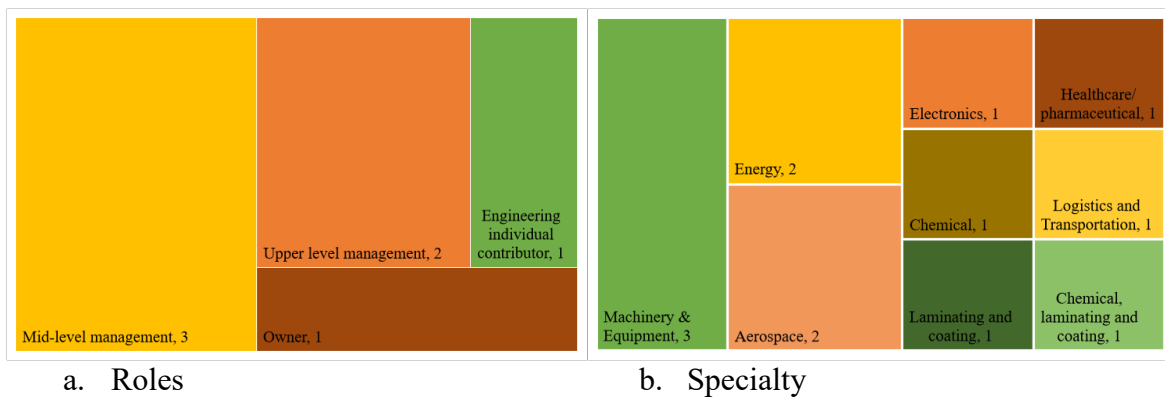 Mid-level management, 3
Upper level management, 2
Engineering
individual
contributor, 1
Owner, 1
a. Roles
Machinery &
Equipment, 3
Energy, 2
Aerospace, 2
Electronics, 1
Healthcare/
pharmaceutical, 1
Chemical, 1
Logistics and
Transportation, 1
Laminating and
coating, 1
Chemical,
laminating and
coating, 1
b. Specialty